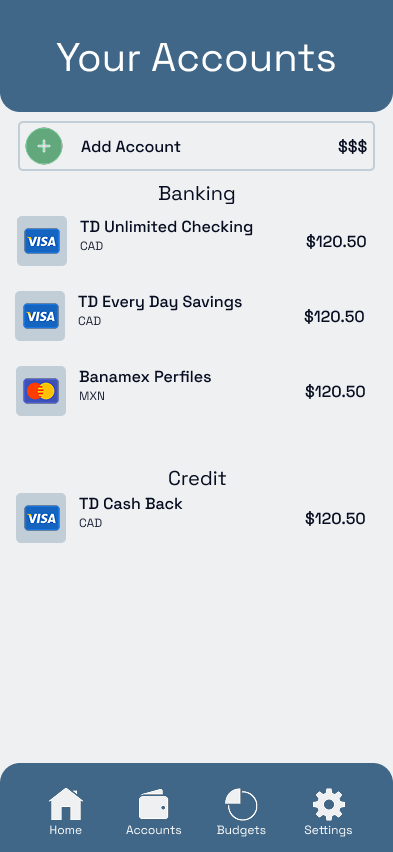 Your Accounts
Add Account $$$
Banking
VISA TD Unlimited Checking
CAD $120.50
VISA TD Every Day Savings
CAD $120.50
Banamex Perfiles
MXN $120.50
Credit
VISA TD Cash Back
CAD $120.50
Home Accounts Budgets Settings